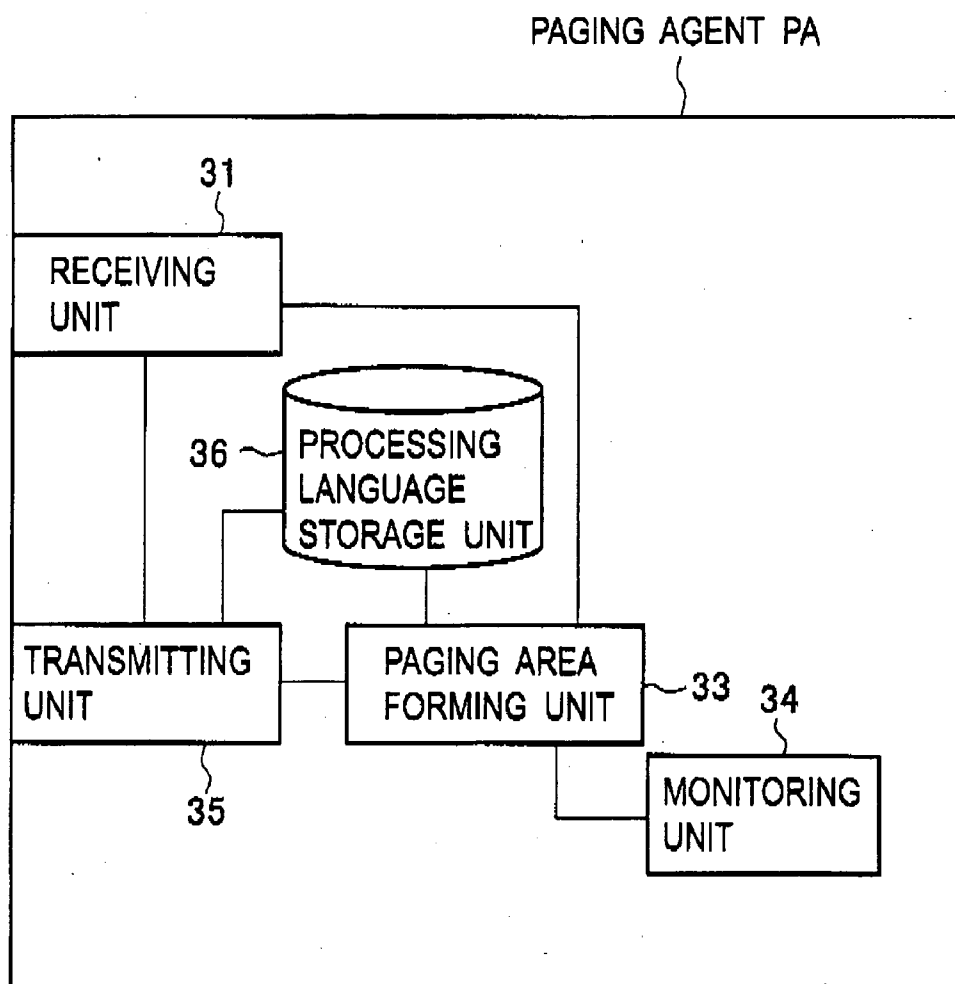 PAGING AGENT PA
31
RECEIVING
UNIT
36
PROCESSING
LANGUAGE
STORAGE UNIT
TRANSMITTING
UNIT
35
PAGING AREA
FORMING UNIT
33
34
MONITORING
UNIT